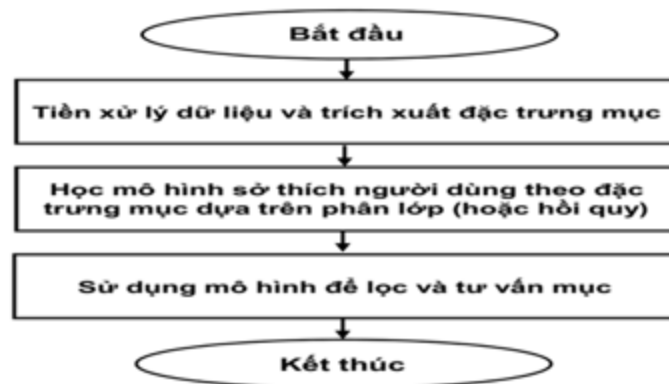 Bắt đầu
Tiền xử lý dữ liệu và trích xuất đặc trưng mục
Học mô hình sở thích người dùng theo đặc
trưng mục dựa trên phân lớp (hoặc hồi quy)
Sử dụng mô hình để lọc và tư vấn mục
Kết thúc